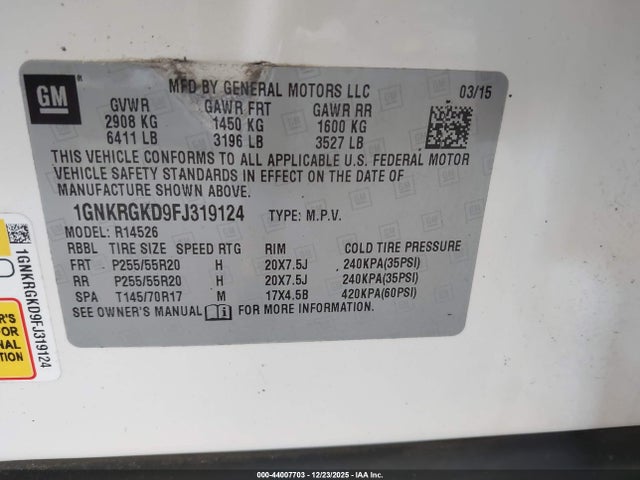 GM
®
MFD BY GENERAL MOTORS LLC 03/15
GVWR GAWR FRT GAWR RR
2908 KG 1450 KG 1600 KG
6411 LB 3196 LB 3527 LB
THIS VEHICLE CONFORMS TO ALL APPLICABLE U.S. FEDERAL MOTOR
VEHICLE SAFETY STANDARDS IN EFFECT ON THE DATE OF
MANUFACTURE SHOWN ABOVE.
1GNKRGKD9FJ319124 TYPE: M.P.V.
MODEL: R14526
RBBL TIRE SIZE SPEED RTG RIM COLD TIRE PRESSURE
FRT P255/55R20 H 20X7.5J 240KPA(35PSI)
RR P255/55R20 H 20X7.5J 240KPA(35PSI)
SPA T145/70R17 M 17X4.5B 420KPA(60PSI)
SEE OWNER'S MANUAL FOR MORE INFORMATION.
1GNKRGKD9FJ319124
R'S
FOR
NAL
TION
000-44007703 - 12/23/2025 - IAA Inc.